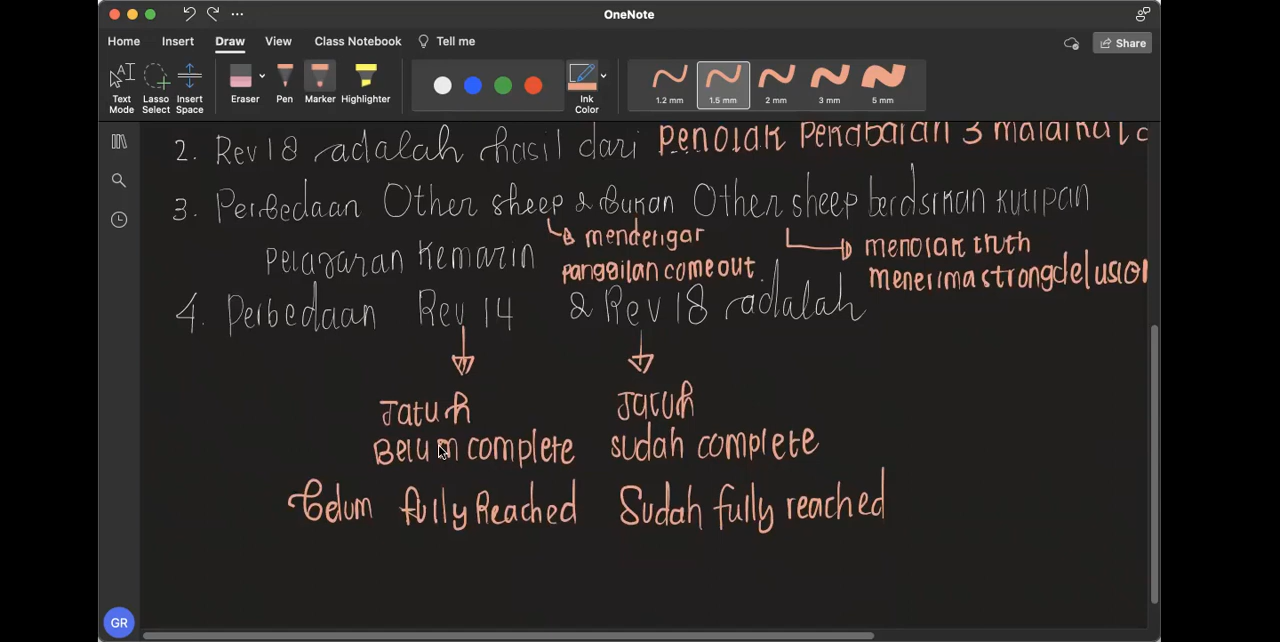 OneNote
Home Insert Draw View Class Notebook Tell me
Share
Text Mode
Lasso Select
Insert Space
Eraser
Pen
Marker
Highlighter
Ink Color
1.2 mm
1.5 mm
2 mm
3 mm
5 mm
2. Rev 18 adalah hasil dari penolak pekabaran 3 malaikat
3. Perbedaan Other sheep & Bukan Other sheep berdsrkan kutipan
mendengar menolak truth
pelajaran kemarin panggilan come out menerima strong delusion
4. Perbedaan Rev 14 & Rev 18 adalah
Jatuh Jatuh
Belum complete sudah complete
Belum fully Reached Sudah fully reached
GR